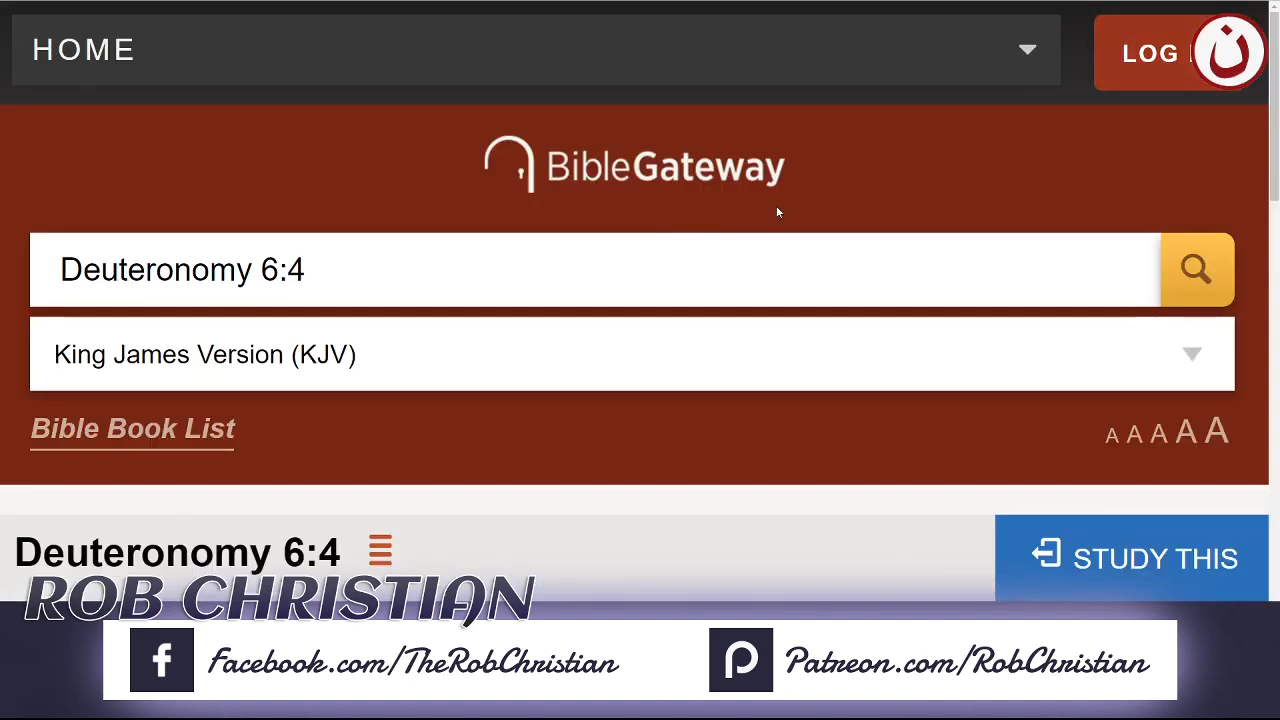 HOME
LOG
ن
BibleGateway
Deuteronomy 6:4
King James Version (KJV)
Bible Book List
A A A A A
Deuteronomy 6:4
STUDY THIS
ROB CHRISTIAN
Facebook.com/TheRobChristian
Patreon.com/RobChristian